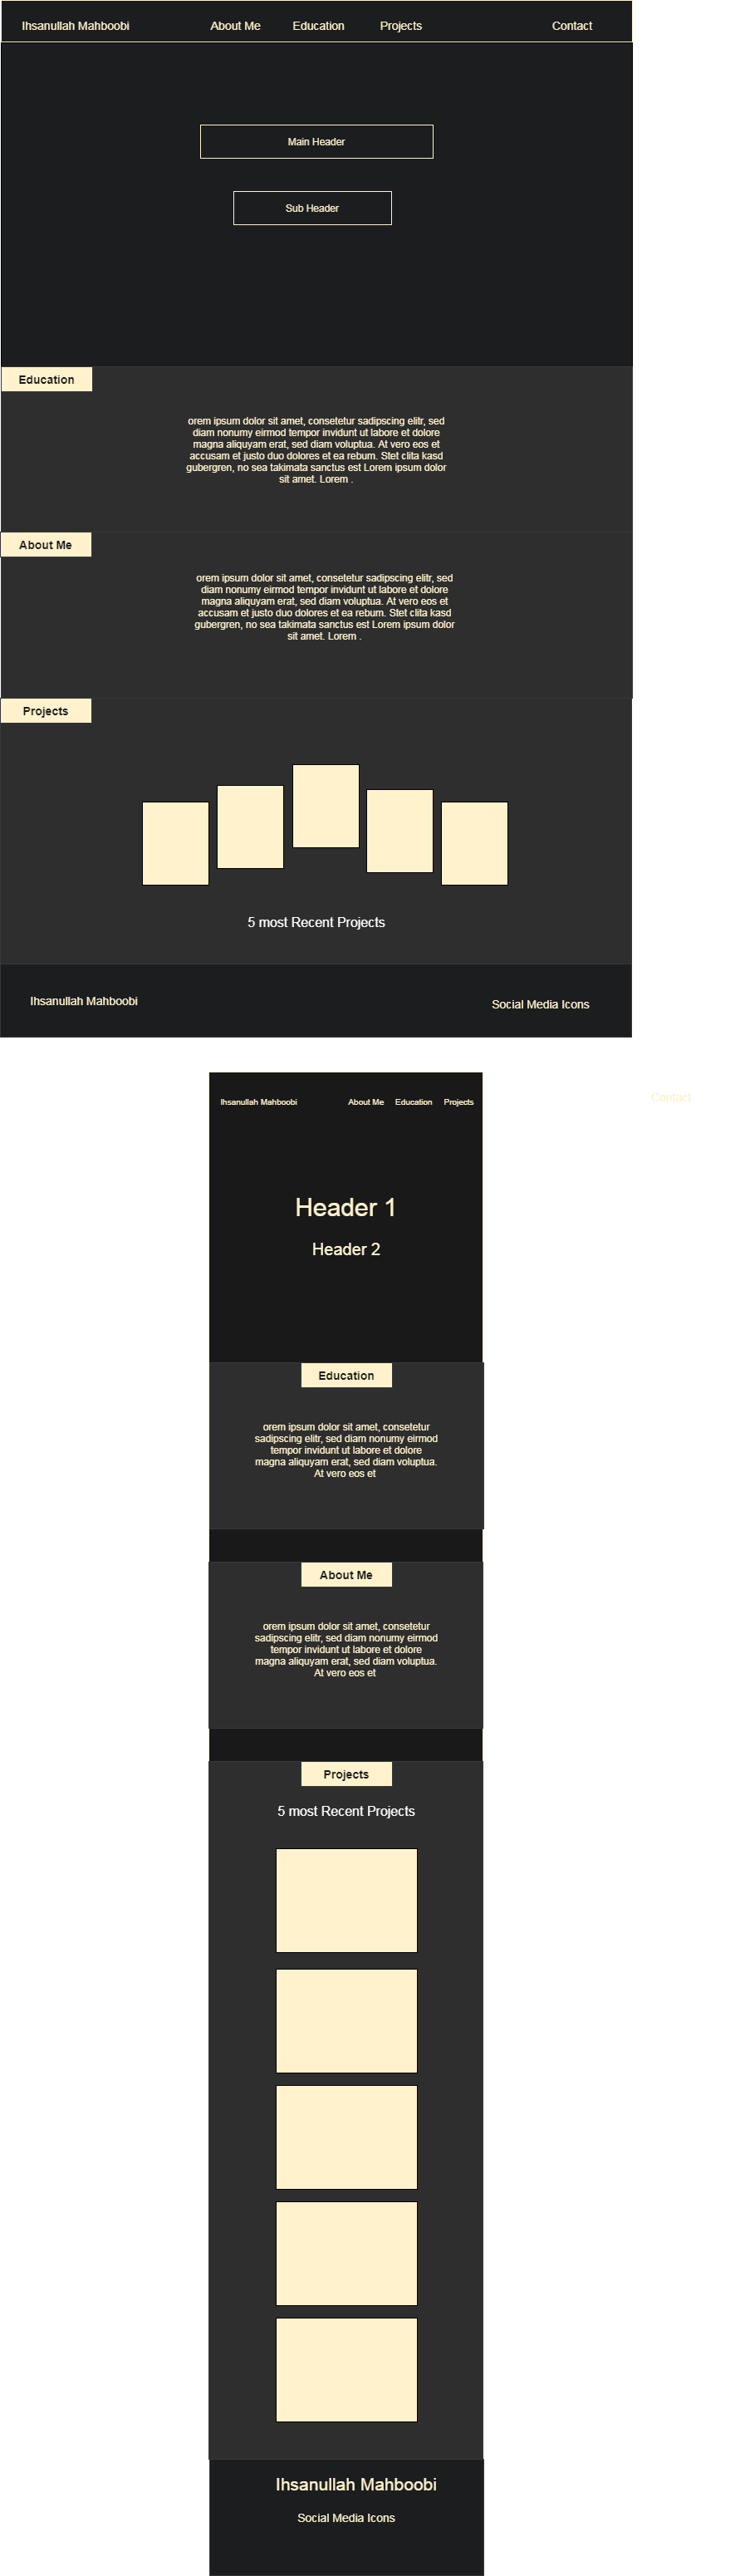 Ihsanullah Mahboobi About Me Education Projects Contact
Main Header
Sub Header
Education
orem ipsum dolor sit amet, consetetur sadipscing elitr, sed
diam nonumy eirmod tempor invidunt ut labore et dolore
magna aliquyam erat, sed diam voluptua. At vero eos et
accusam et justo duo dolores et ea rebum. Stet clita kasd
gubergren, no sea takimata sanctus est Lorem ipsum dolor
sit amet. Lorem .
About Me
orem ipsum dolor sit amet, consetetur sadipscing elitr, sed
diam nonumy eirmod tempor invidunt ut labore et dolore
magna aliquyam erat, sed diam voluptua. At vero eos et
accusam et justo duo dolores et ea rebum. Stet clita kasd
gubergren, no sea takimata sanctus est Lorem ipsum dolor
sit amet. Lorem .
Projects
5 most Recent Projects
Ihsanullah Mahboobi
Social Media Icons
Ihsanullah Mahboobi About Me Education Projects
Contact
Header 1
Header 2
Education
orem ipsum dolor sit amet, consetetur
sadipscing elitr, sed diam nonumy eirmod
tempor invidunt ut labore et dolore
magna aliquyam erat, sed diam voluptua.
At vero eos et
About Me
orem ipsum dolor sit amet, consetetur
sadipscing elitr, sed diam nonumy eirmod
tempor invidunt ut labore et dolore
magna aliquyam erat, sed diam voluptua.
At vero eos et
Projects
5 most Recent Projects
Ihsanullah Mahboobi
Social Media Icons